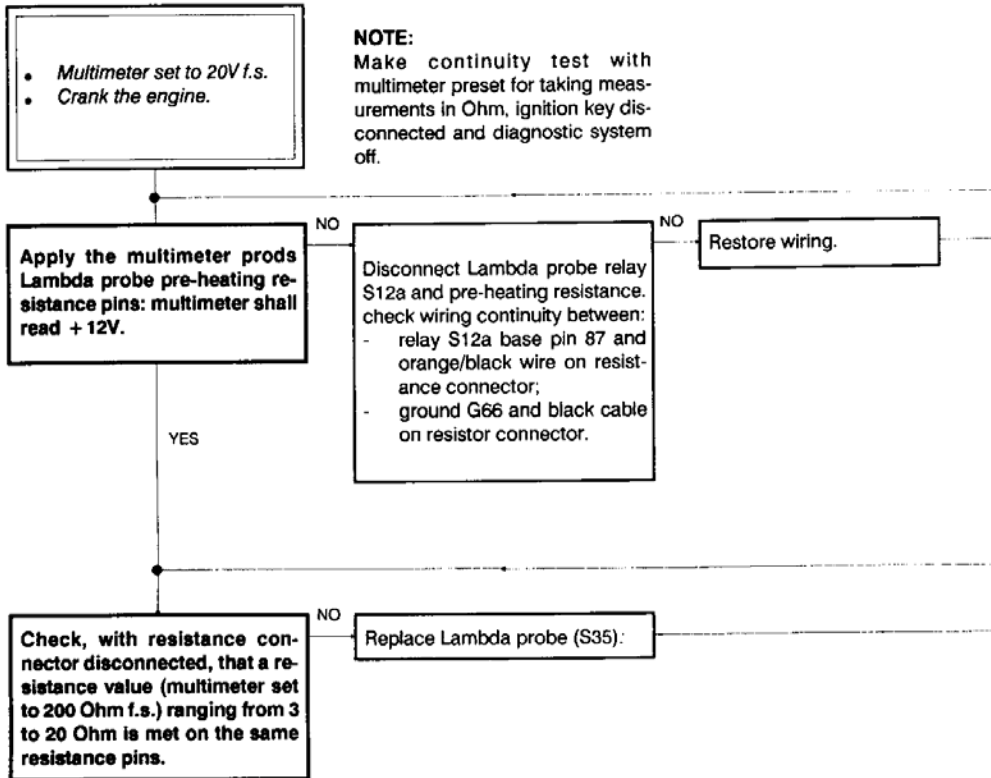 • Multimeter set to 20V f.s.
• Crank the engine.
NOTE:
Make continuity test with
multimeter preset for taking meas-
urements in Ohm, ignition key dis-
connected and diagnostic system
off.
Apply the multimeter prods
Lambda probe pre-heating re-
sistance pins: multimeter shall
read + 12V.
NO
Disconnect Lambda probe relay
S12a and pre-heating resistance.
check wiring continuity between:
- relay S12a base pin 87 and
orange/black wire on resist-
ance connector;
- ground G66 and black cable
on resistor connector.
NO
Restore wiring.
YES
Check, with resistance con-
nector disconnected, that a re-
sistance value (multimeter set
to 200 Ohm f.s.) ranging from 3
to 20 Ohm is met on the same
resistance pins.
NO
Replace Lambda probe (S35).